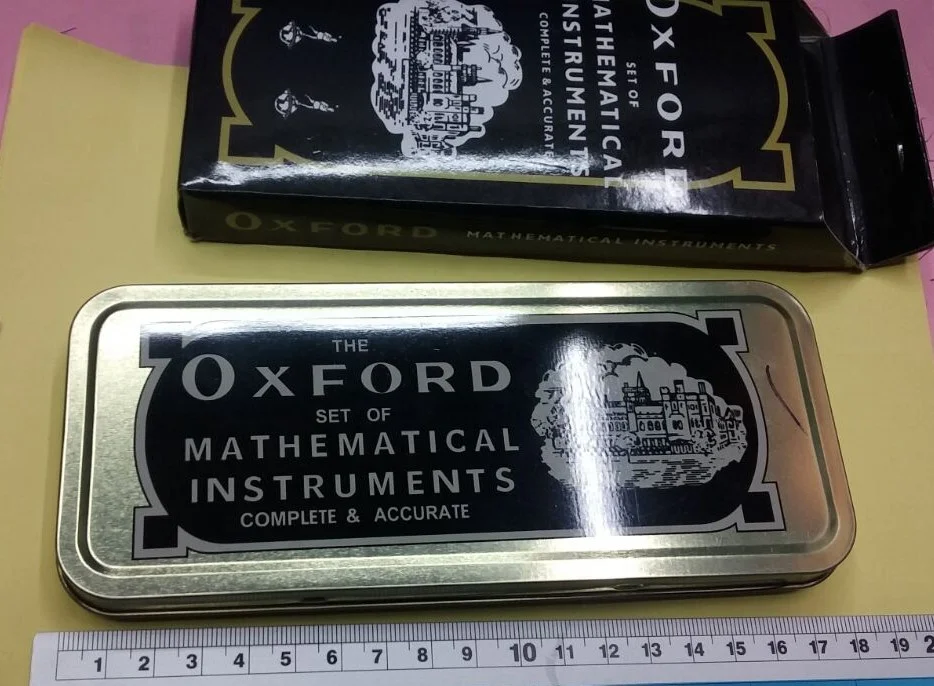 OXFORD
SET OF
MATHEMATICAL
INSTRUMENTS
COMPLETE & ACCURATE
OXFORD MATHEMATICAL INSTRUMENTS
THE
OXFORD
SET OF
MATHEMATICAL
INSTRUMENTS
COMPLETE & ACCURATE
1 2 3 4 5 6 7 8 9 10 11 12 13 14 15 16 17 18 19